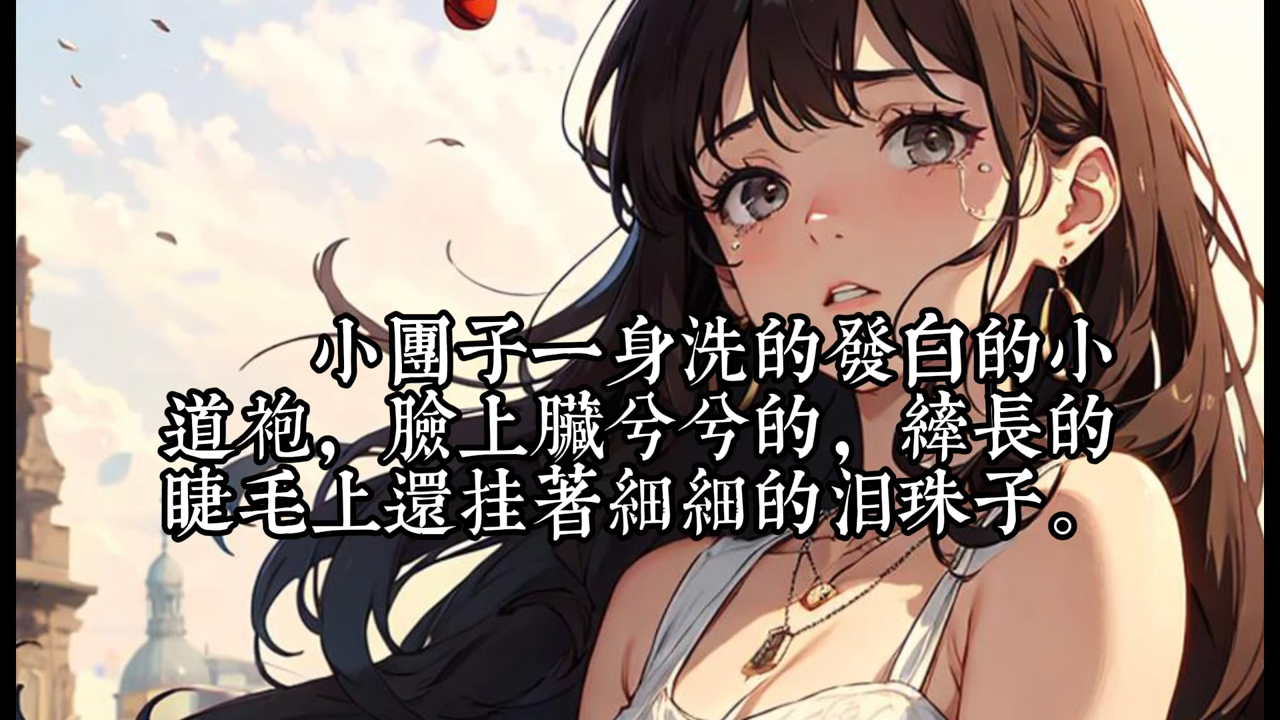 小團子一身洗的發白的小
道袍，臉上臟兮兮的，縴長的
睫毛上還挂著細細的泪珠子。